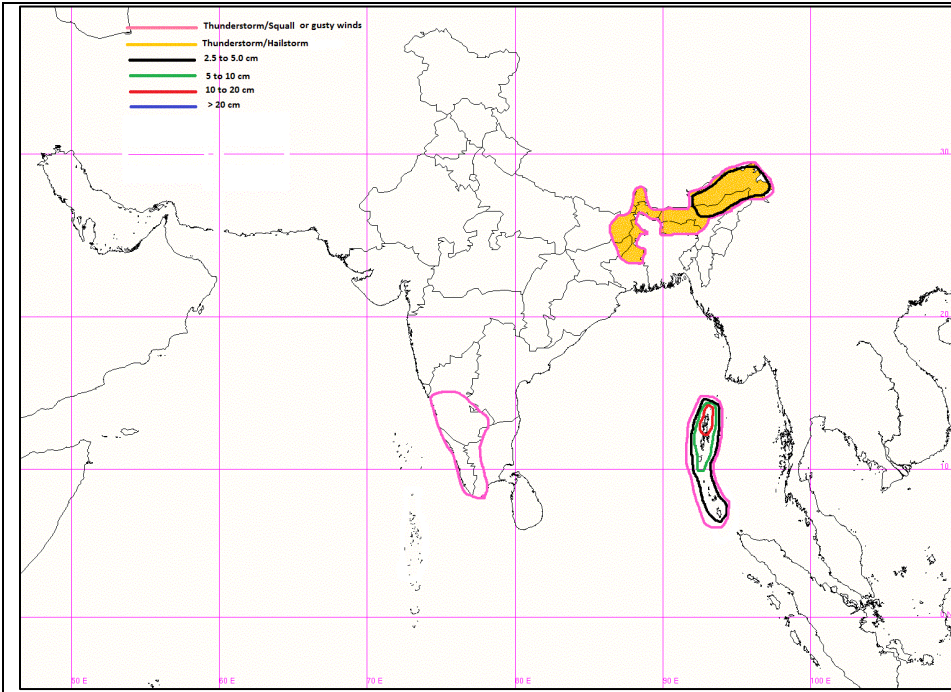 Thunderstorm/Squall or gusty winds
Thunderstorm/Hailstorm
2.5 to 5.0 cm
5 to 10 cm
10 to 20 cm
> 20 cm
30
20
10
50 E
60 E
70 E
80 E
90 E
100 E